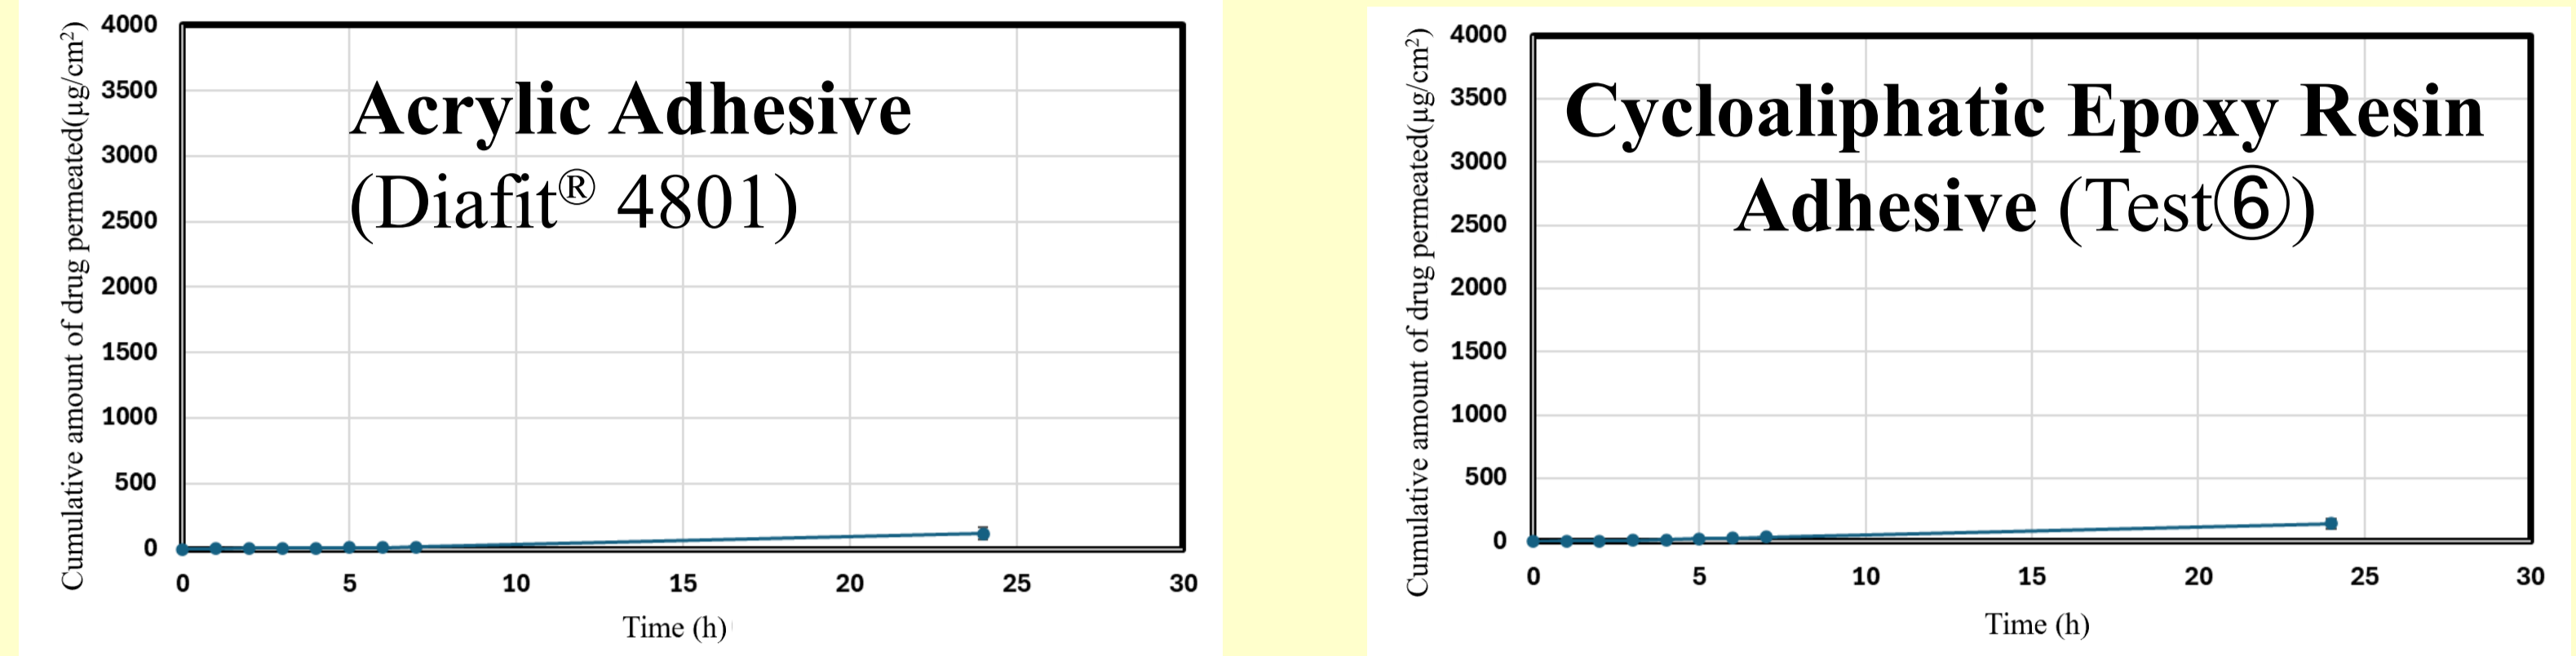 Cumulative amount of drug permeated(μg/cm²)
4000
3500
3000
2500
2000
1500
1000
500
0
Acrylic Adhesive
(Diafit® 4801)
0 5 10 15 20 25 30
Time (h)
Cumulative amount of drug permeated(μg/cm²)
4000
3500
3000
2500
2000
1500
1000
500
0
Cycloaliphatic Epoxy Resin
Adhesive (Test⑥)
0 5 10 15 20 25 30
Time (h)